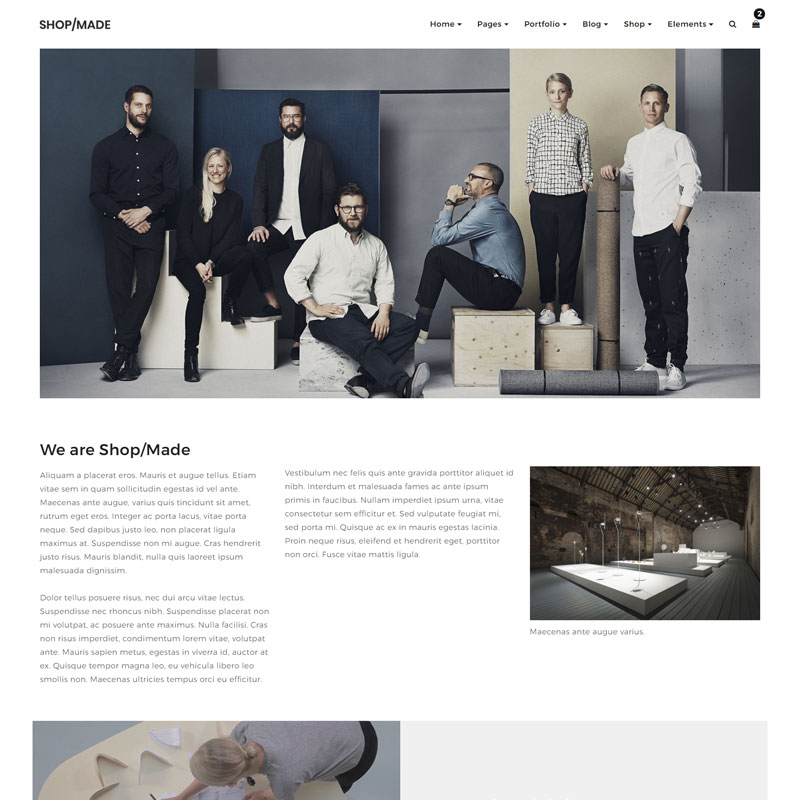 SHOP/MADE
Home Pages Portfolio Blog Shop Elements 2
We are Shop/Made
Aliquam a placerat eros. Mauris et augue tellus. Etiam
vitae sem in quam sollicitudin egestas id vel ante.
Maecenas ante augue, varius quis tincidunt sit amet,
rutrum eget eros. Integer ac porta lacus, vitae porta
neque. Sed dapibus justo leo, non placerat ligula
maximus at. Suspendisse non mi augue. Cras hendrerit
justo risus. Mauris blandit, nulla quis laoreet ipsum
malesuada dignissim.
Dolor tellus posuere risus, nec dui arcu vitae lectus.
Suspendisse nec rhoncus nibh. Suspendisse placerat non
mi volutpat, ac posuere ante maximus. Nulla facilisi. Cras
non risus imperdiet, condimentum lorem vitae, volutpat
ante. Mauris sapien metus, egestas in viverra id, auctor at
ex. Quisque tempor magna leo, eu vehicula libero leo
smollis non. Maecenas ultricies tempus orci eu efficitur.
Vestibulum nec felis quis ante gravida porttitor aliquet id
nibh. Interdum et malesuada fames ac ante ipsum
primis in faucibus. Nullam imperdiet ipsum urna, vitae
consectetur sem efficitur et. Sed vulputate feugiat mi,
sed porta mi. Quisque ac ex in mauris egestas lacinia.
Proin neque risus, eleifend et hendrerit eget, porttitor
non orci. Fusce vitae mattis ligula.
Maecenas ante augue varius.